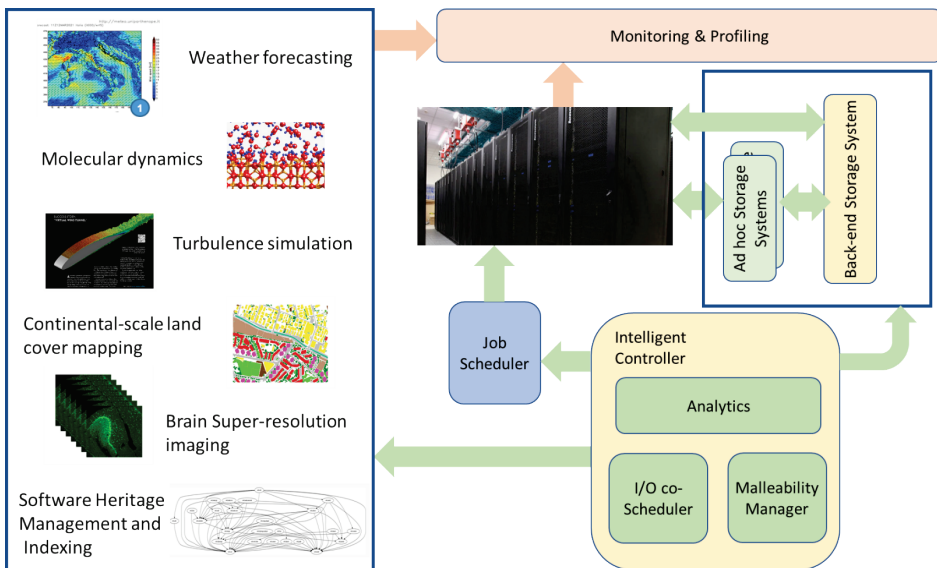 Weather forecasting
1
Molecular dynamics
Turbulence simulation
Continental-scale land
cover mapping
Brain Super-resolution
imaging
Software Heritage
Management and
Indexing
Monitoring & Profiling
Ad hoc Storage
Systems
Back-end Storage System
Job
Scheduler
Intelligent
Controller
Analytics
I/O co-
Scheduler
Malleability
Manager